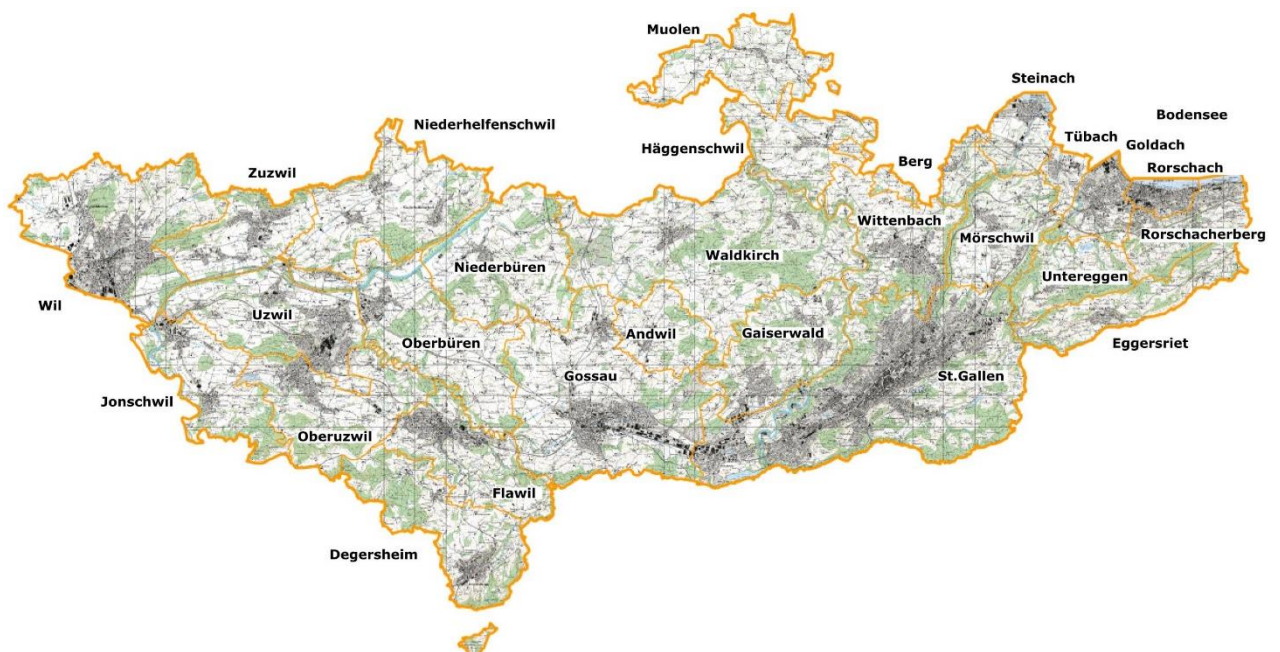 Muolen
Steinach
Bodensee
Niederhelfenschwil
Tübach
Goldach
Häggenschwil
Berg
Rorschach
Zuzwil
Wittenbach
Mörschwil
Rorschacherberg
Waldkirch
Niederbüren
Untereggen
Wil
Uzwil
Andwil
Gaiserwald
Oberbüren
Eggersriet
Gossau
St.Gallen
Jonschwil
Oberuzwil
Flawil
Degersheim